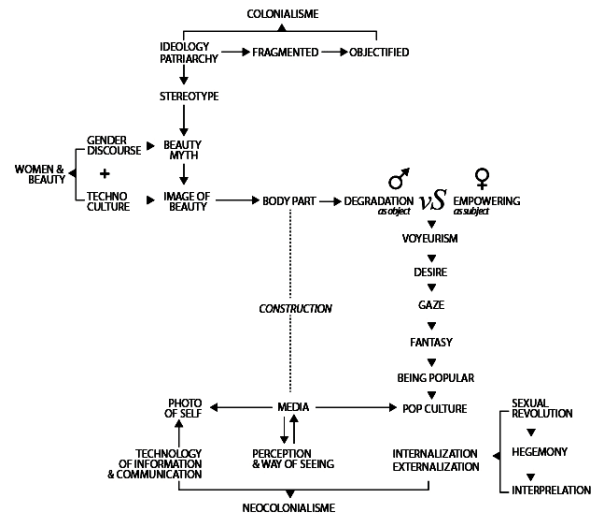 COLONIALISME
IDEOLOGY
PATRIARCHY
FRAGMENTED
OBJECTIFIED
STEREOTYPE
GENDER
DISCOURSE
BEAUTY
MYTH
WOMEN &
BEAUTY
+
TECHNO
CULTURE
IMAGE OF
BEAUTY
BODY PART
DEGRADATION
as object
vS
EMPOWERING
as subject
VOYEURISM
DESIRE
GAZE
CONSTRUCTION
FANTASY
BEING POPULAR
PHOTO
OF SELF
MEDIA
POP CULTURE
SEXUAL
REVOLUTION
TECHNOLOGY
OF INFORMATION
& COMMUNICATION
PERCEPTION
& WAY OF SEEING
INTERNALIZATION
EXTERNALIZATION
HEGEMONY
INTERPRELATION
NEOCOLONIALISME